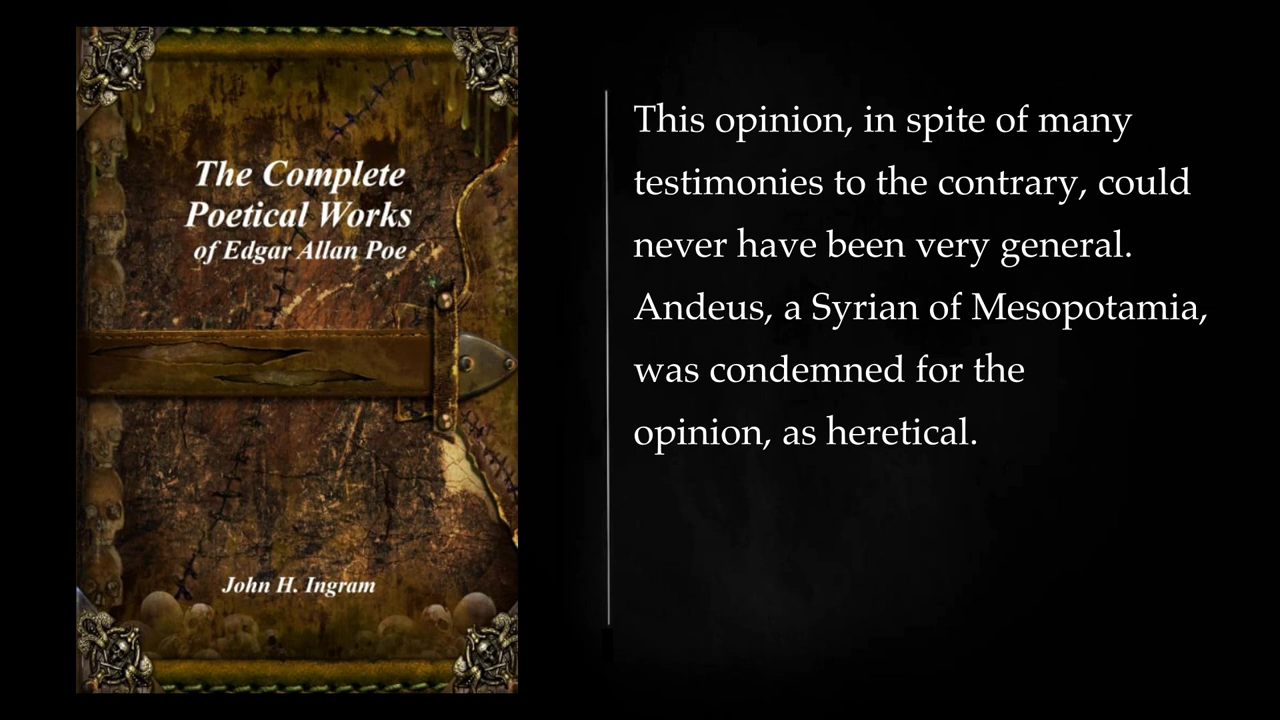 The Complete
Poetical Works
of Edgar Allan Poe
John H. Ingram
This opinion, in spite of many
testimonies to the contrary, could
never have been very general.
Andeus, a Syrian of Mesopotamia,
was condemned for the
opinion, as heretical.